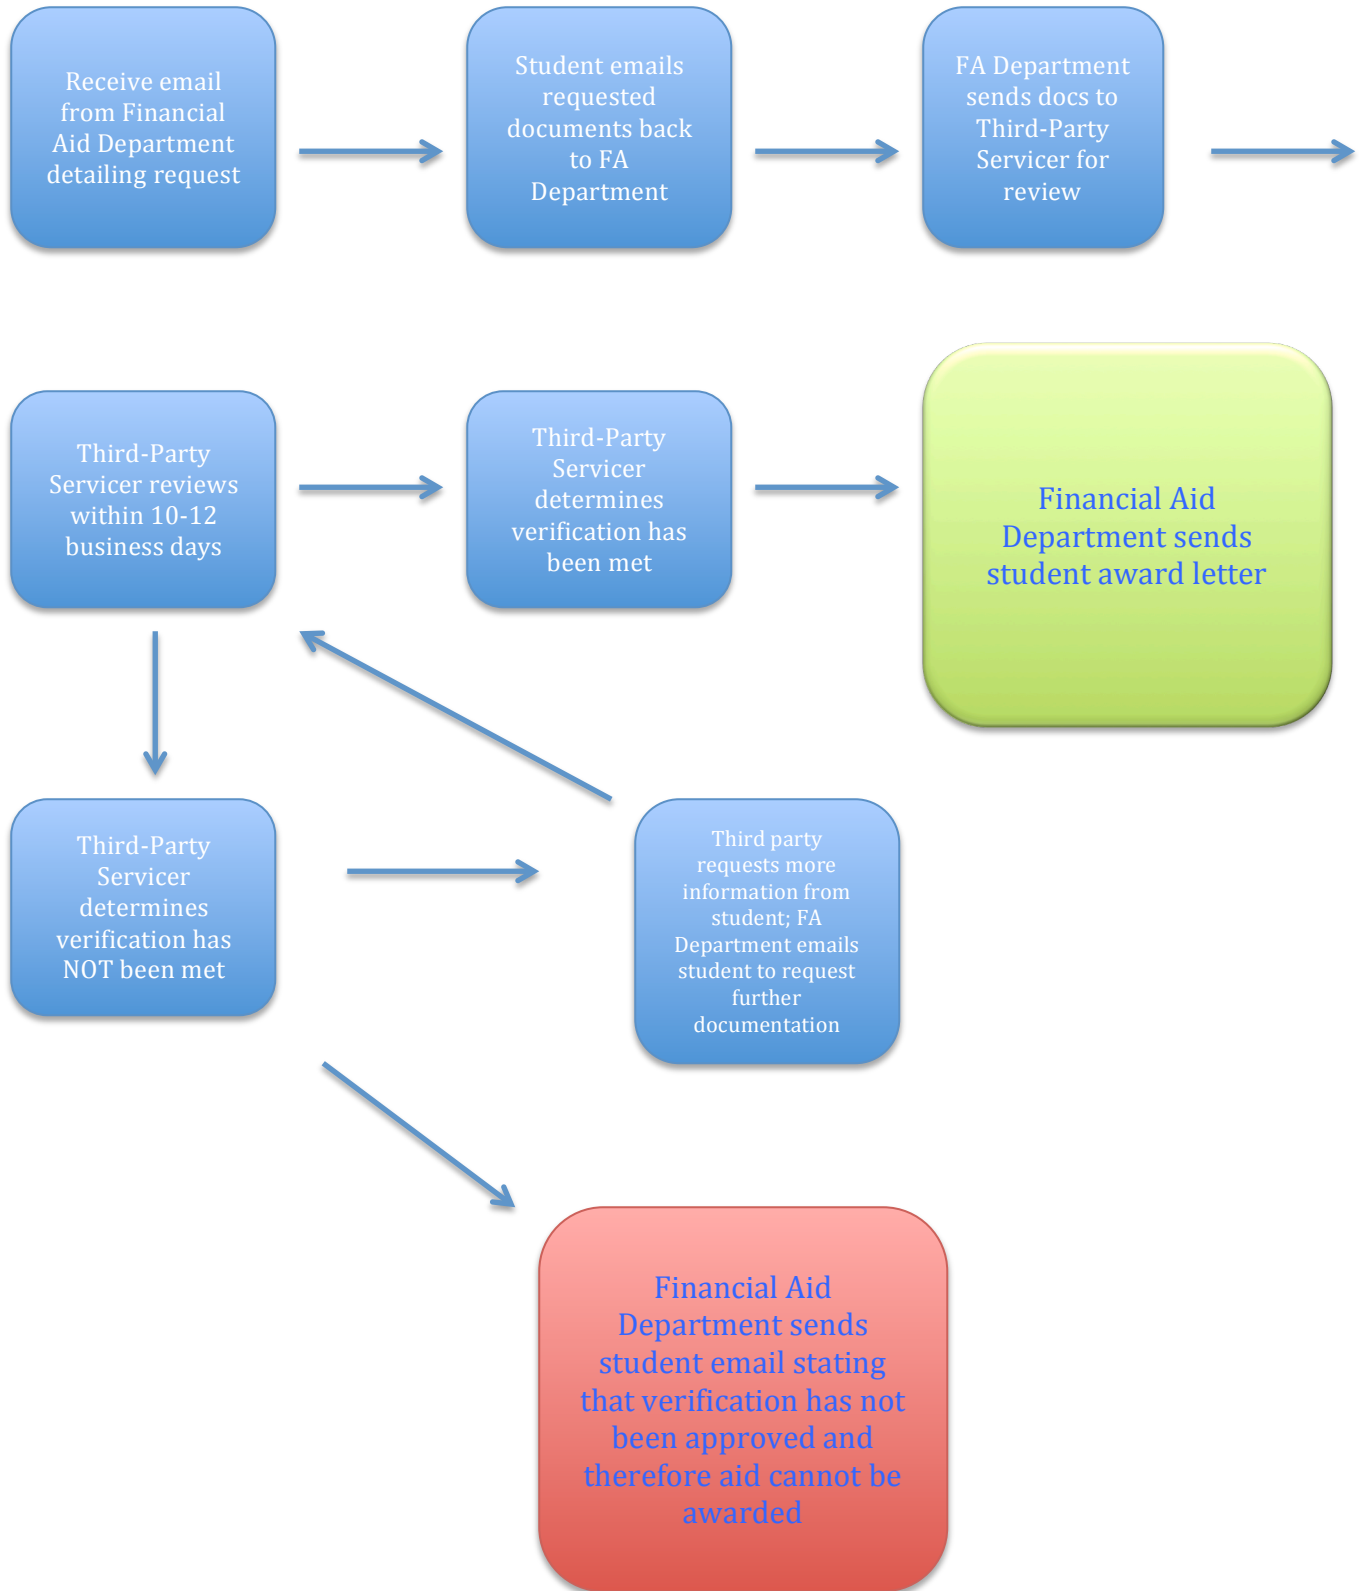 Receive email
from Financial
Aid Department
detailing request
Student emails
requested
documents back
to FA
Department
FA Department
sends docs to
Third-Party
Servicer for
review
Third-Party
Servicer reviews
within 10-12
business days
Third-Party
Servicer
determines
verification has
been met
Financial Aid
Department sends
student award letter
Third-Party
Servicer
determines
verification has
NOT been met
Third party
requests more
information from
student; FA
Department emails
student to request
further
documentation
Financial Aid
Department sends
student email stating
that verification has not
been approved and
therefore aid cannot be
awarded